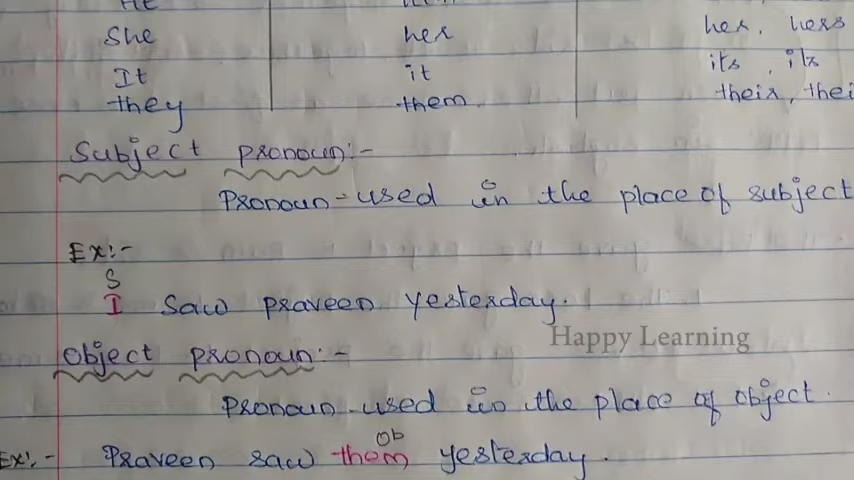 She her her, hers
It it its, its
they them their, thei
Subject pronoun:-
Pronoun-used in the place of subject
Ex:-
S
I saw praveen yesterday.
Happy Learning
Object pronoun:-
Pronoun-used in the place of object.
Ob
Ex:- Praveen saw them yesterday.